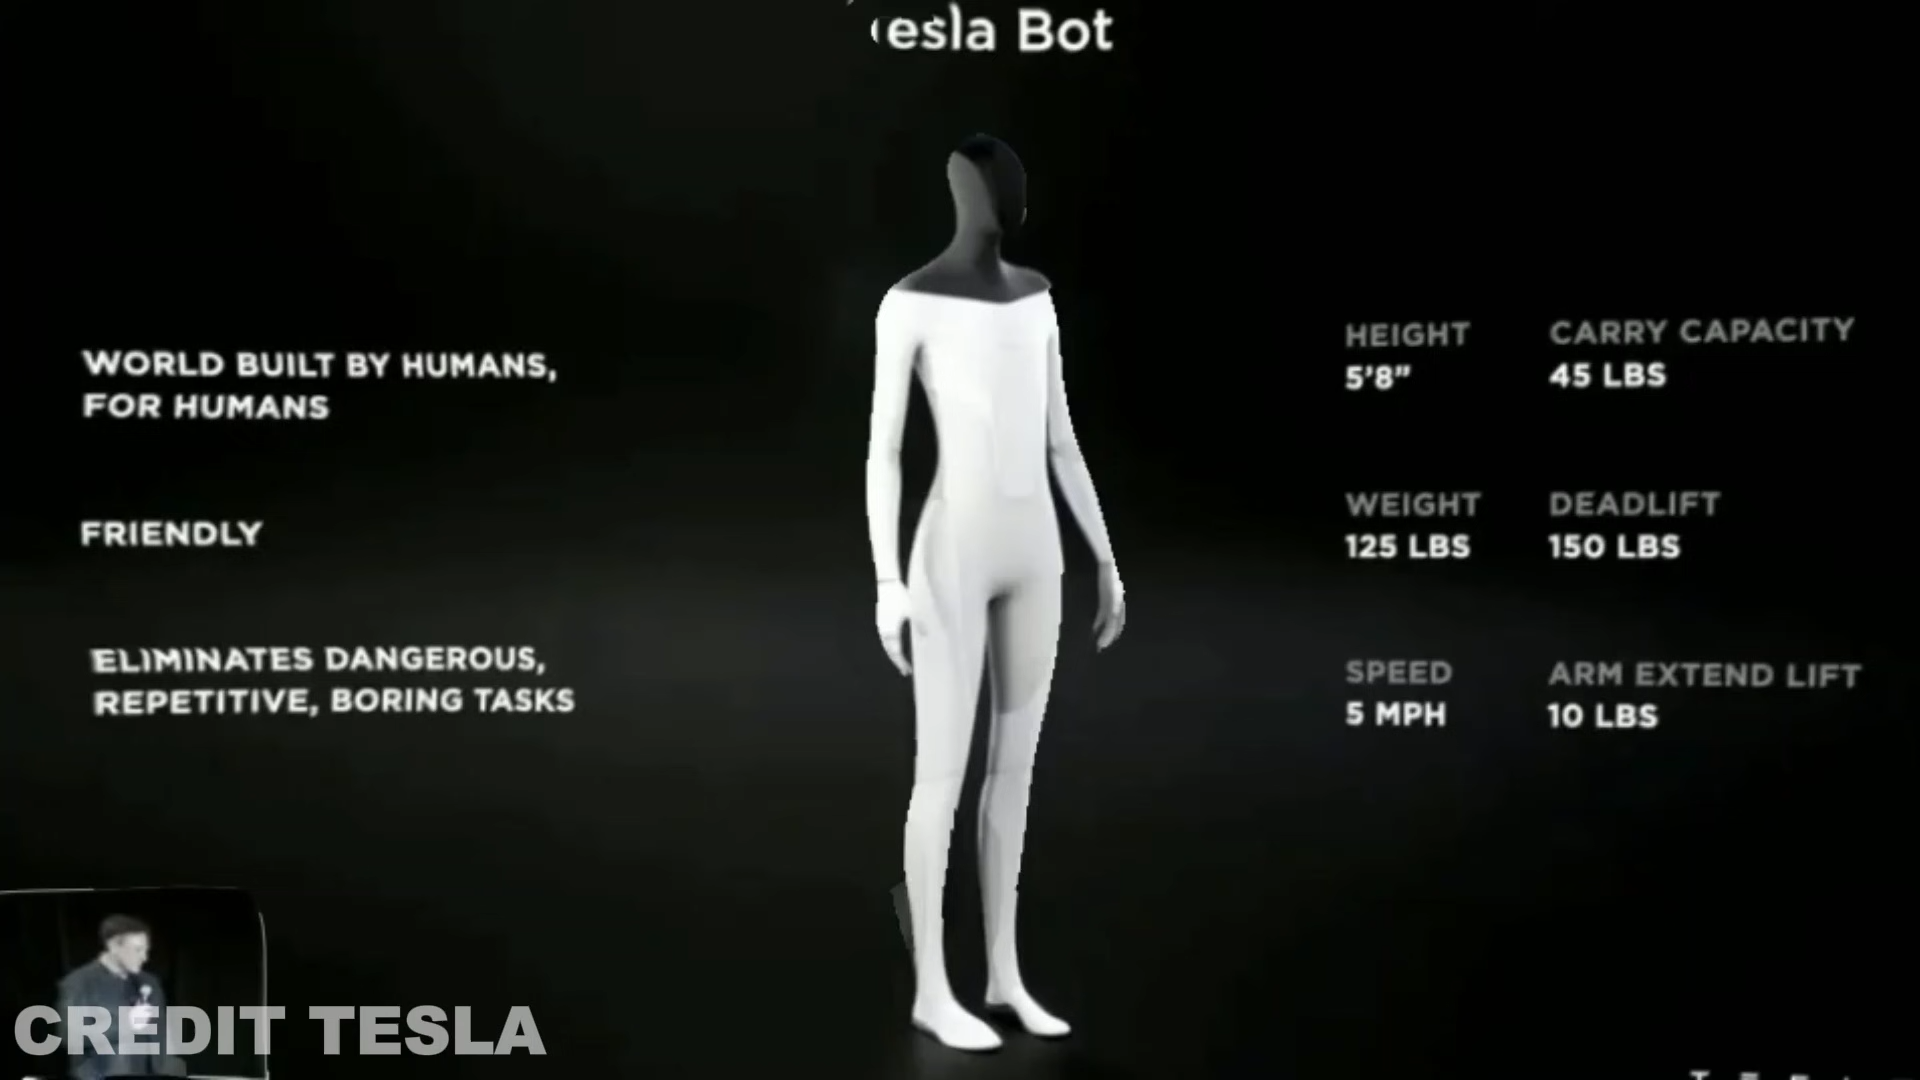 esla Bot
WORLD BUILT BY HUMANS,
FOR HUMANS
FRIENDLY
ELIMINATES DANGEROUS,
REPETITIVE, BORING TASKS
HEIGHT
5'8"
CARRY CAPACITY
45 LBS
WEIGHT
125 LBS
DEADLIFT
150 LBS
SPEED
5 MPH
ARM EXTEND LIFT
10 LBS
CREDIT TESLA